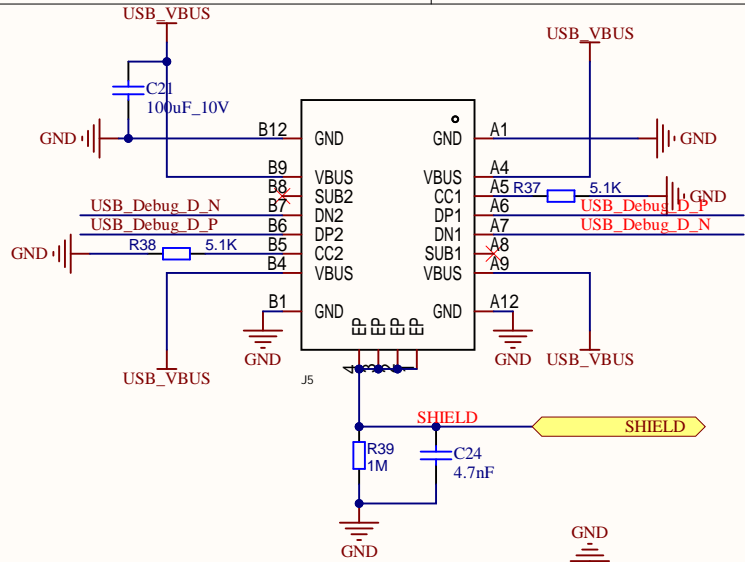 USB_VBUS
USB_VBUS
C21
100uF_10V
GND
B12
GND
GND
A1
GND
B9
VBUS
VBUS
A4
B8
SUB2
CC1
A5
R37
5.1K
GND
USB_Debug_D_N
B7
DN2
DP1
A6
USB_Debug_D_P
USB_Debug_D_P
B6
DP2
DN1
A7
USB_Debug_D_N
GND
R38
5.1K
B5
CC2
SUB1
A8
B4
VBUS
VBUS
A9
B1
GND
GND
A12
EP
EP
EP
EP
GND
GND
USB_VBUS
USB_VBUS
J5
4
SHIELD
SHIELD
R39
1M
C24
4.7nF
GND
GND